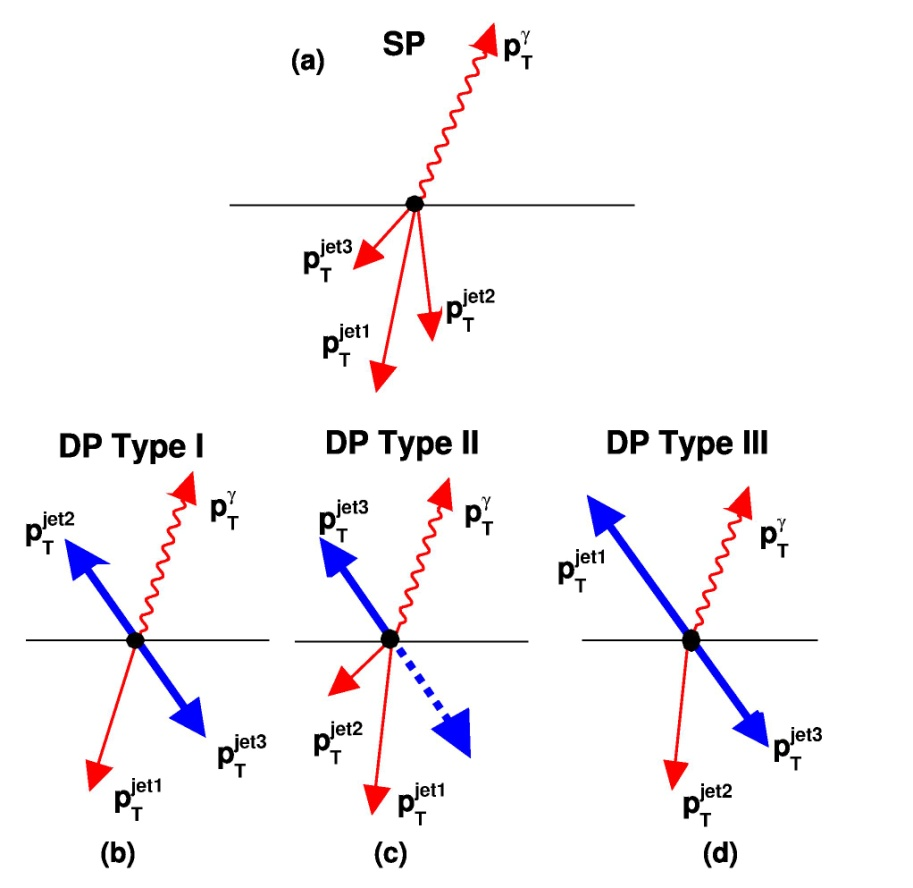 (a) SP
p_T^γ
p_T^jet3
p_T^jet2
p_T^jet1
DP Type I DP Type II DP Type III
p_T^jet2 p_T^γ p_T^jet3 p_T^γ p_T^jet1 p_T^γ
p_T^jet3 p_T^jet2 p_T^jet3
p_T^jet1 p_T^jet1 p_T^jet2
(b) (c) (d)